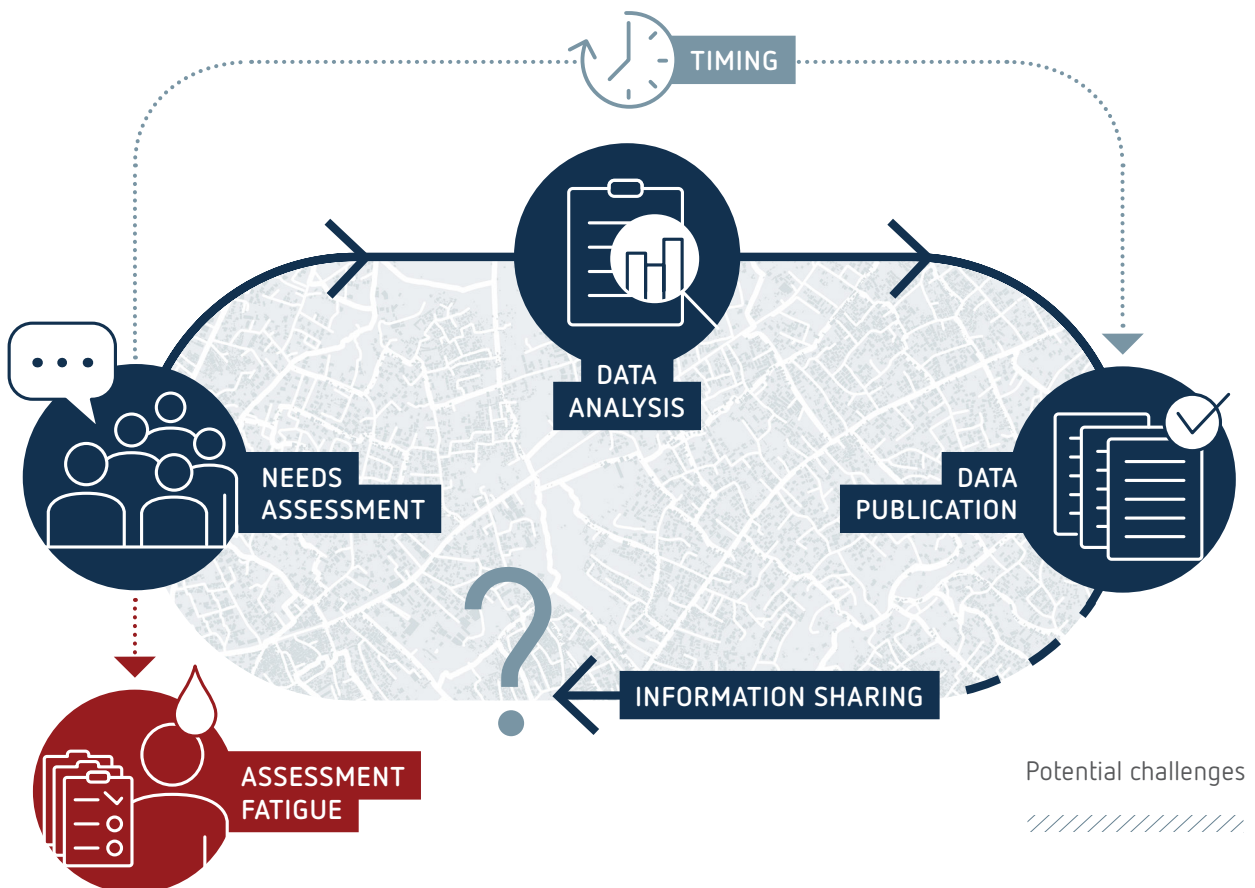 TIMING
DATA
ANALYSIS
NEEDS
ASSESSMENT
DATA
PUBLICATION
INFORMATION SHARING
ASSESSMENT
FATIGUE
Potential challenges